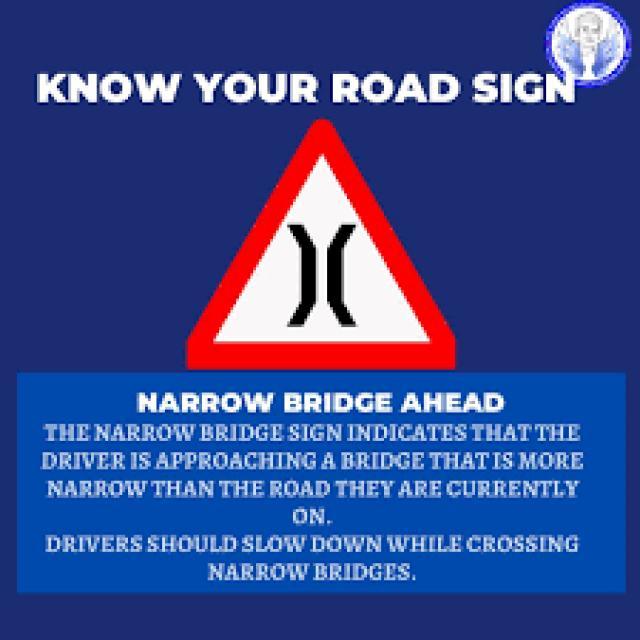 KNOW YOUR ROAD SIGN
NARROW BRIDGE AHEAD
THE NARROW BRIDGE SIGN INDICATES THAT THE
DRIVER IS APPROACHING A BRIDGE THAT IS MORE
NARROW THAN THE ROAD THEY ARE CURRENTLY
ON.
DRIVERS SHOULD SLOW DOWN WHILE CROSSING
NARROW BRIDGES.